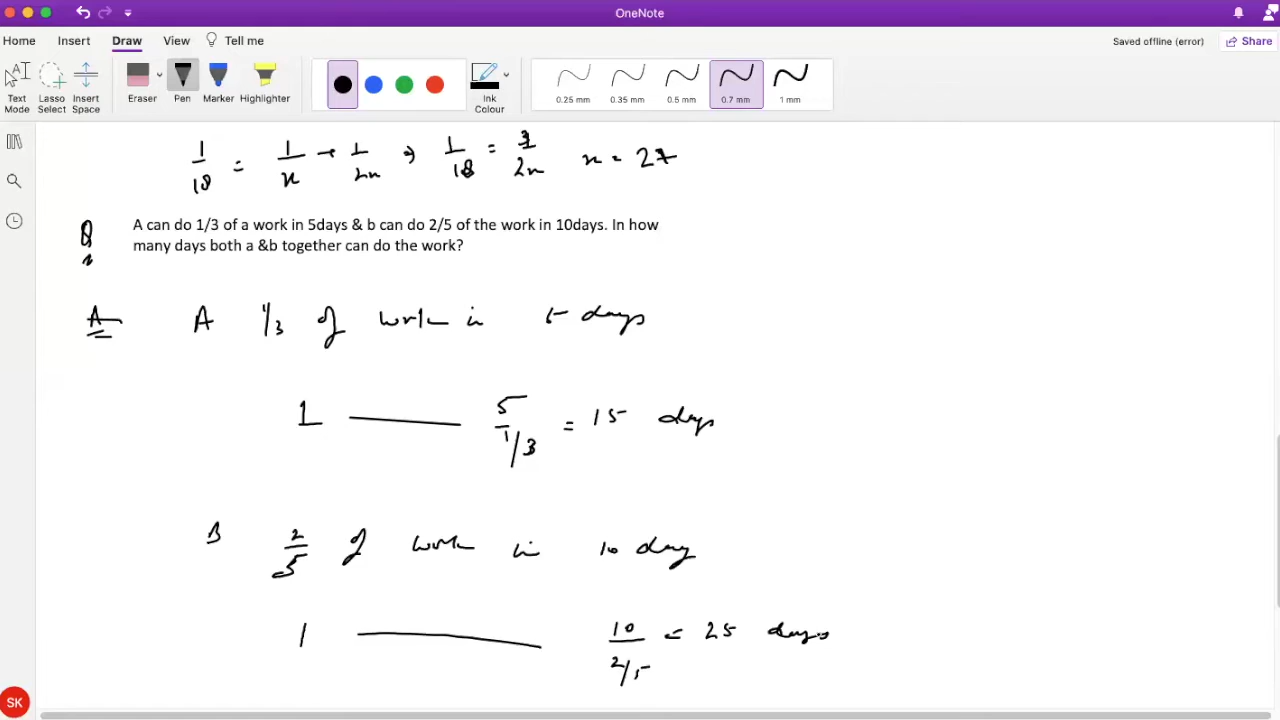 OneNote
Home Insert Draw View Tell me Saved offline (error) Share
Text Mode Lasso Select Insert Space Eraser Pen Marker Highlighter Ink Colour 0.25 mm 0.35 mm 0.5 mm 0.7 mm 1 mm
1/18 = 1/x + 1/2x ⇒ 1/18 = 3/2x x = 27
Q A can do 1/3 of a work in 5days & b can do 2/5 of the work in 10days. In how
many days both a &b together can do the work?
A A 1/3 of work in 5 days
1 —— 5/1/3 = 15 days
B 2/5 of work in 10 day
1 —— 10/2/5 = 25 days
SK